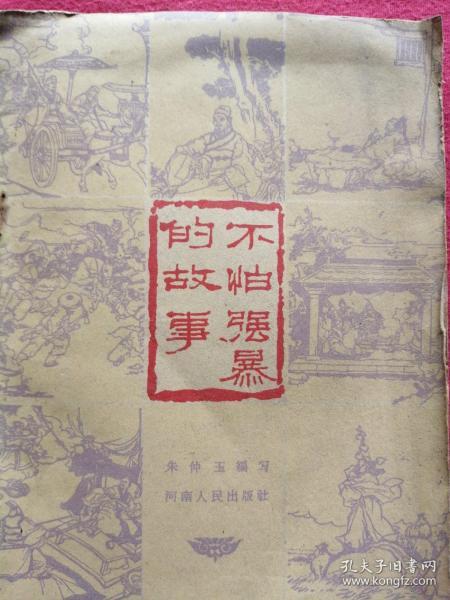 不怕强暴
的故事
朱仲玉编写
河南人民出版社
孔夫子旧书网
www.kongfz.com